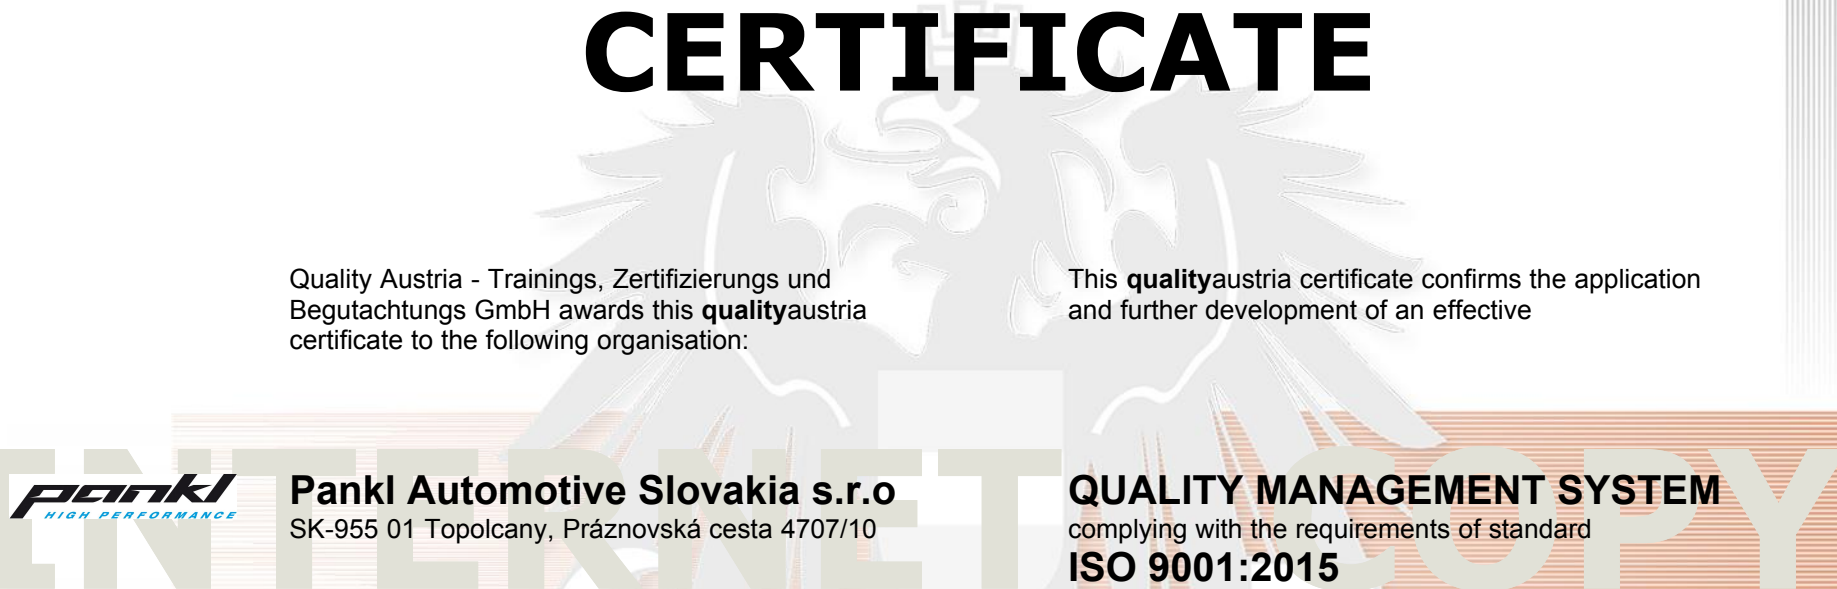 CERTIFICATE
Quality Austria - Trainings, Zertifizierungs und
Begutachtungs GmbH awards this qualityaustria
certificate to the following organisation:
This qualityaustria certificate confirms the application
and further development of an effective
INTERNET COPY
pankl
HIGH PERFORMANCE
Pankl Automotive Slovakia s.r.o
SK-955 01 Topolcany, Práznovská cesta 4707/10
QUALITY MANAGEMENT SYSTEM
complying with the requirements of standard
ISO 9001:2015